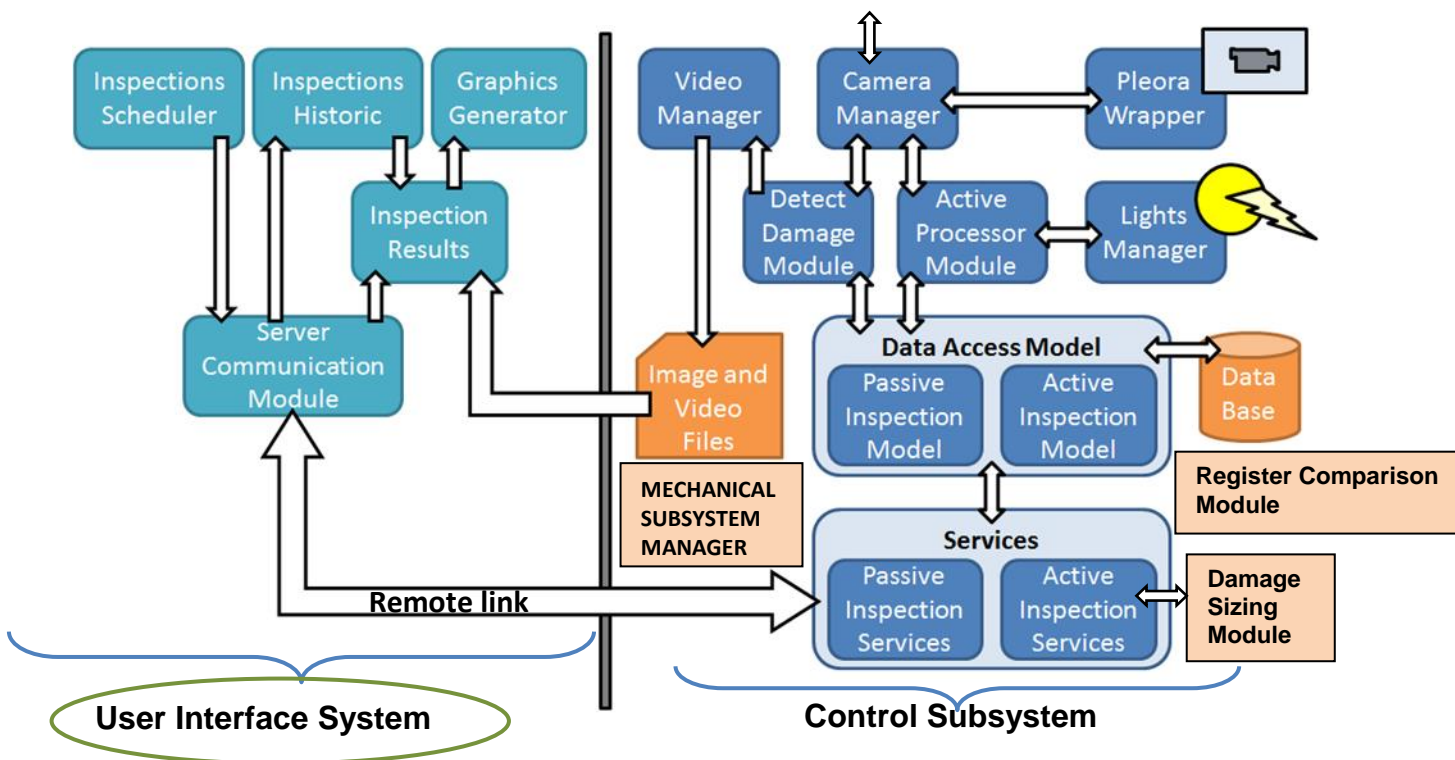 Inspections
Scheduler
Inspections
Historic
Graphics
Generator
Video
Manager
Camera
Manager
Pleora
Wrapper
Inspection
Results
Detect
Damage
Module
Active
Processor
Module
Lights
Manager
Server
Communication
Module
Image and
Video
Files
Data Access Model
Passive
Inspection
Model
Active
Inspection
Model
Data
Base
MECHANICAL
SUBSYSTEM
MANAGER
Register Comparison
Module
Services
Passive
Inspection
Services
Active
Inspection
Services
Damage
Sizing
Module
Remote link
User Interface System
Control Subsystem